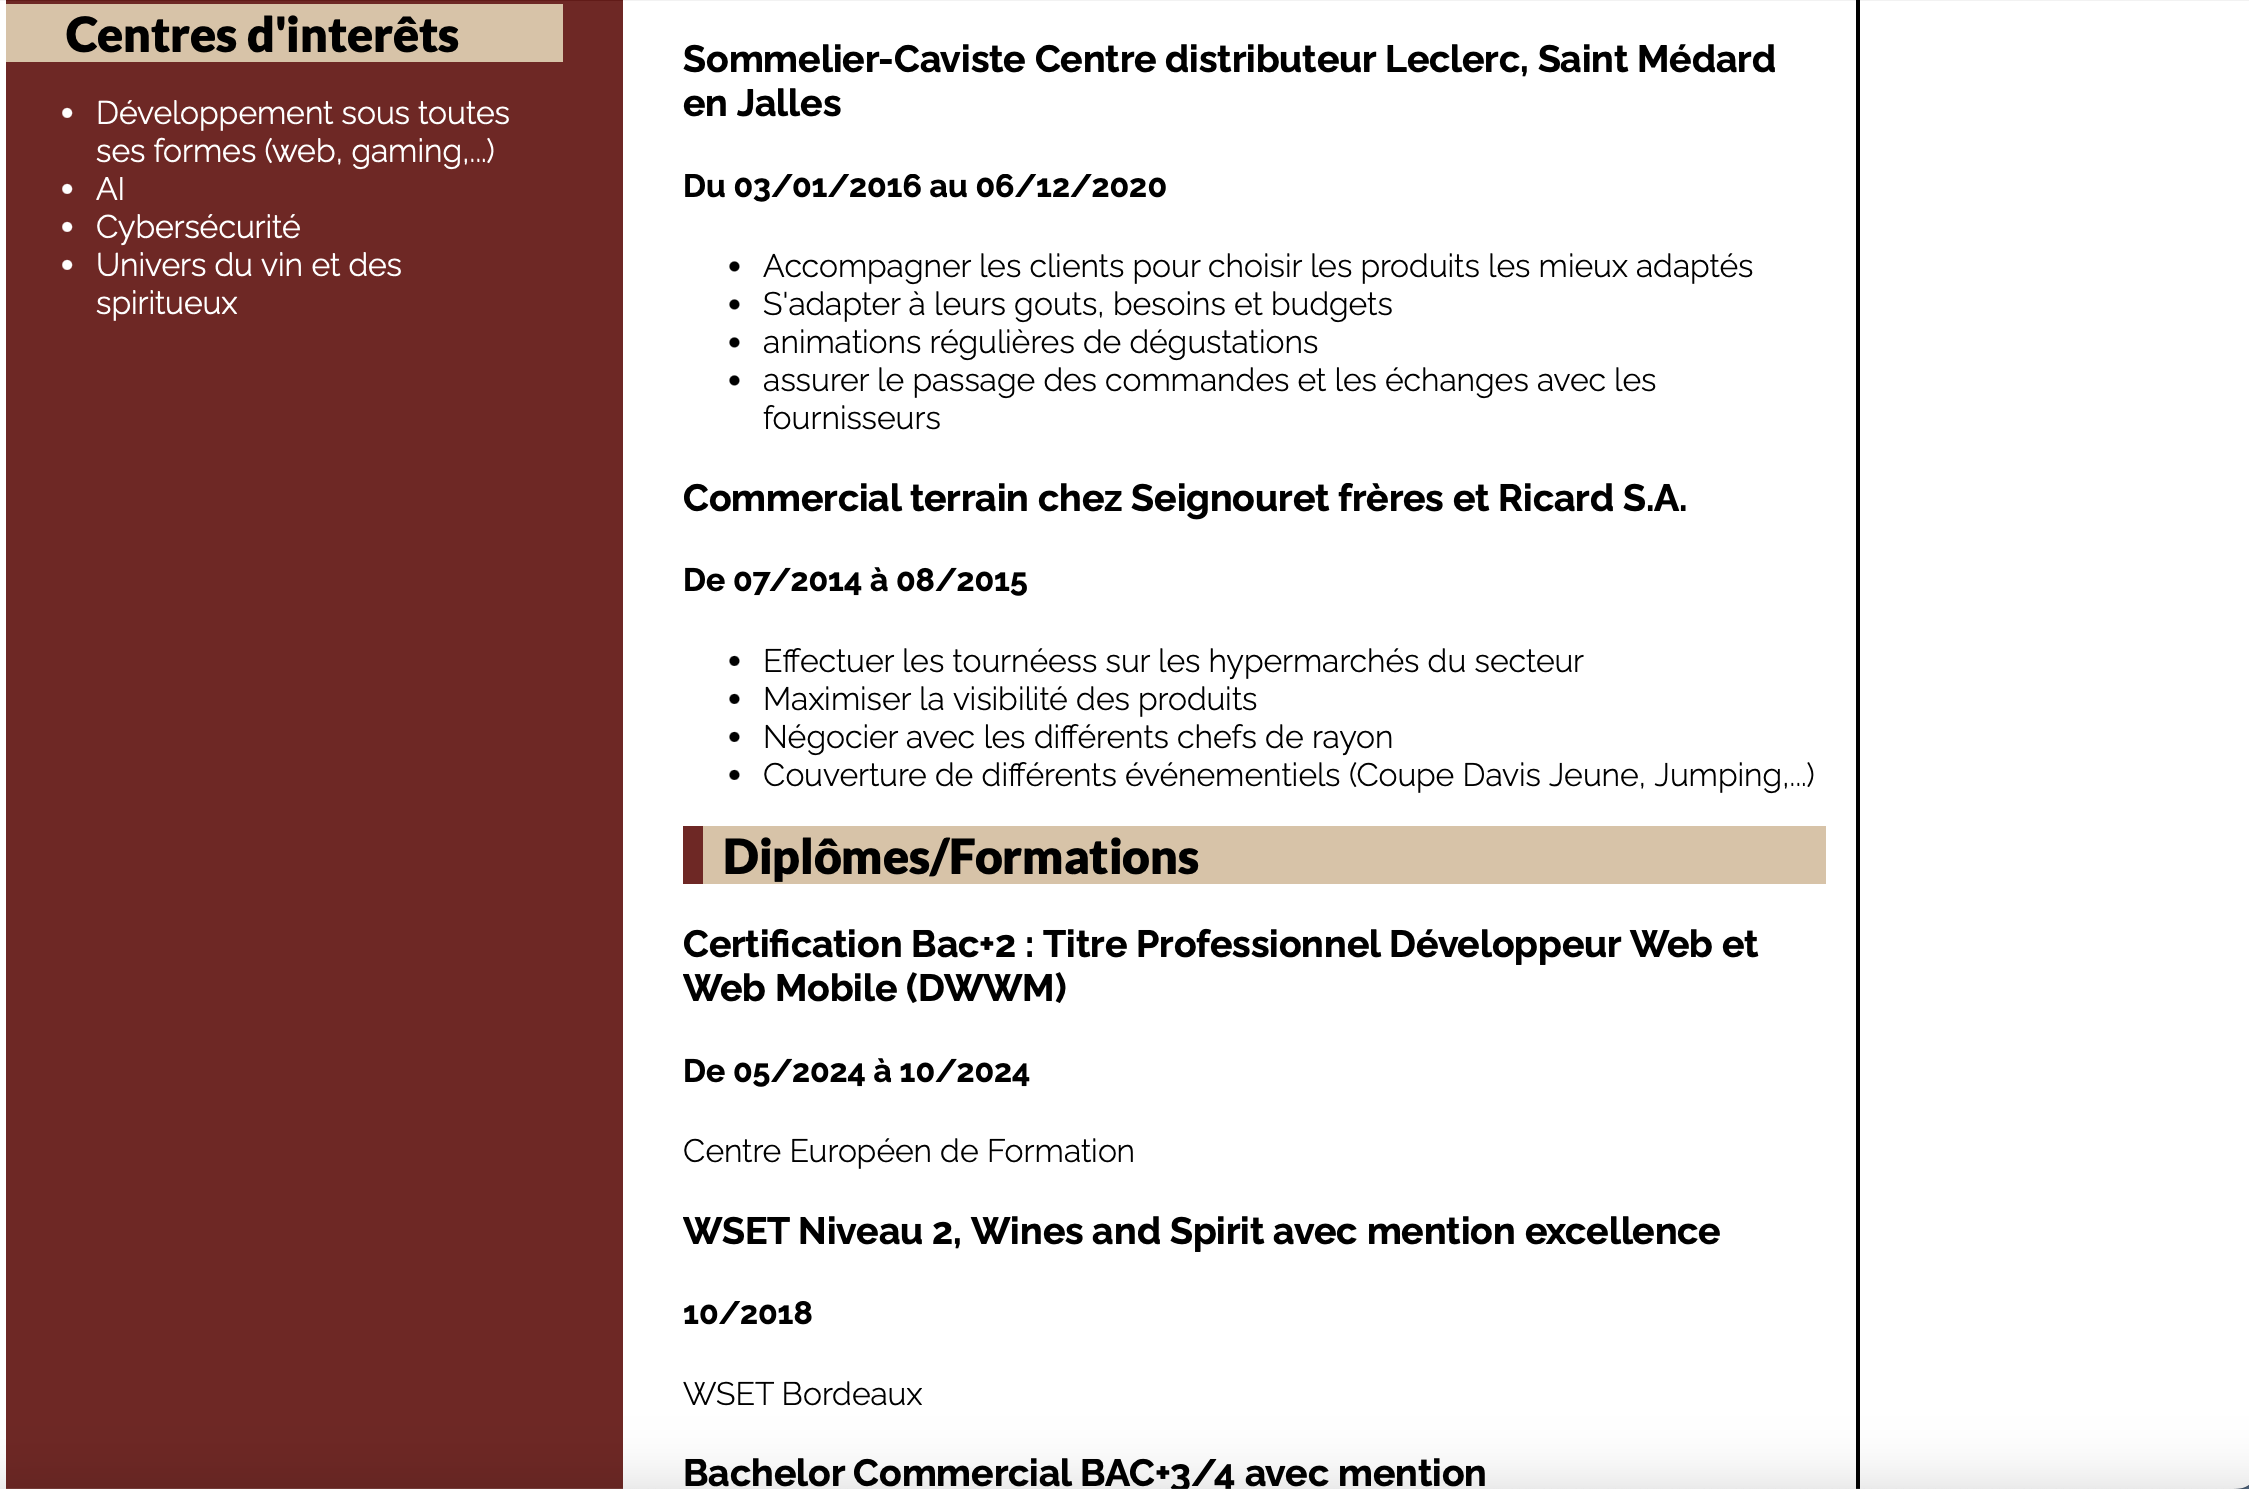 Centres d'interêts
Développement sous toutes
ses formes (web, gaming,...)
AI
Cybersécurité
Univers du vin et des
spiritueux
Sommelier-Caviste Centre distributeur Leclerc, Saint Médard
en Jalles
Du 03/01/2016 au 06/12/2020
Accompagner les clients pour choisir les produits les mieux adaptés
S'adapter à leurs gouts, besoins et budgets
animations régulières de dégustations
assurer le passage des commandes et les échanges avec les
fournisseurs
Commercial terrain chez Seignouret frères et Ricard S.A.
De 07/2014 à 08/2015
Effectuer les tournéess sur les hypermarchés du secteur
Maximiser la visibilité des produits
Négocier avec les différents chefs de rayon
Couverture de différents événementiels (Coupe Davis Jeune, Jumping,...)
Diplômes/Formations
Certification Bac+2 : Titre Professionnel Développeur Web et
Web Mobile (DWWM)
De 05/2024 à 10/2024
Centre Européen de Formation
WSET Niveau 2, Wines and Spirit avec mention excellence
10/2018
WSET Bordeaux
Bachelor Commercial BAC+3/4 avec mention